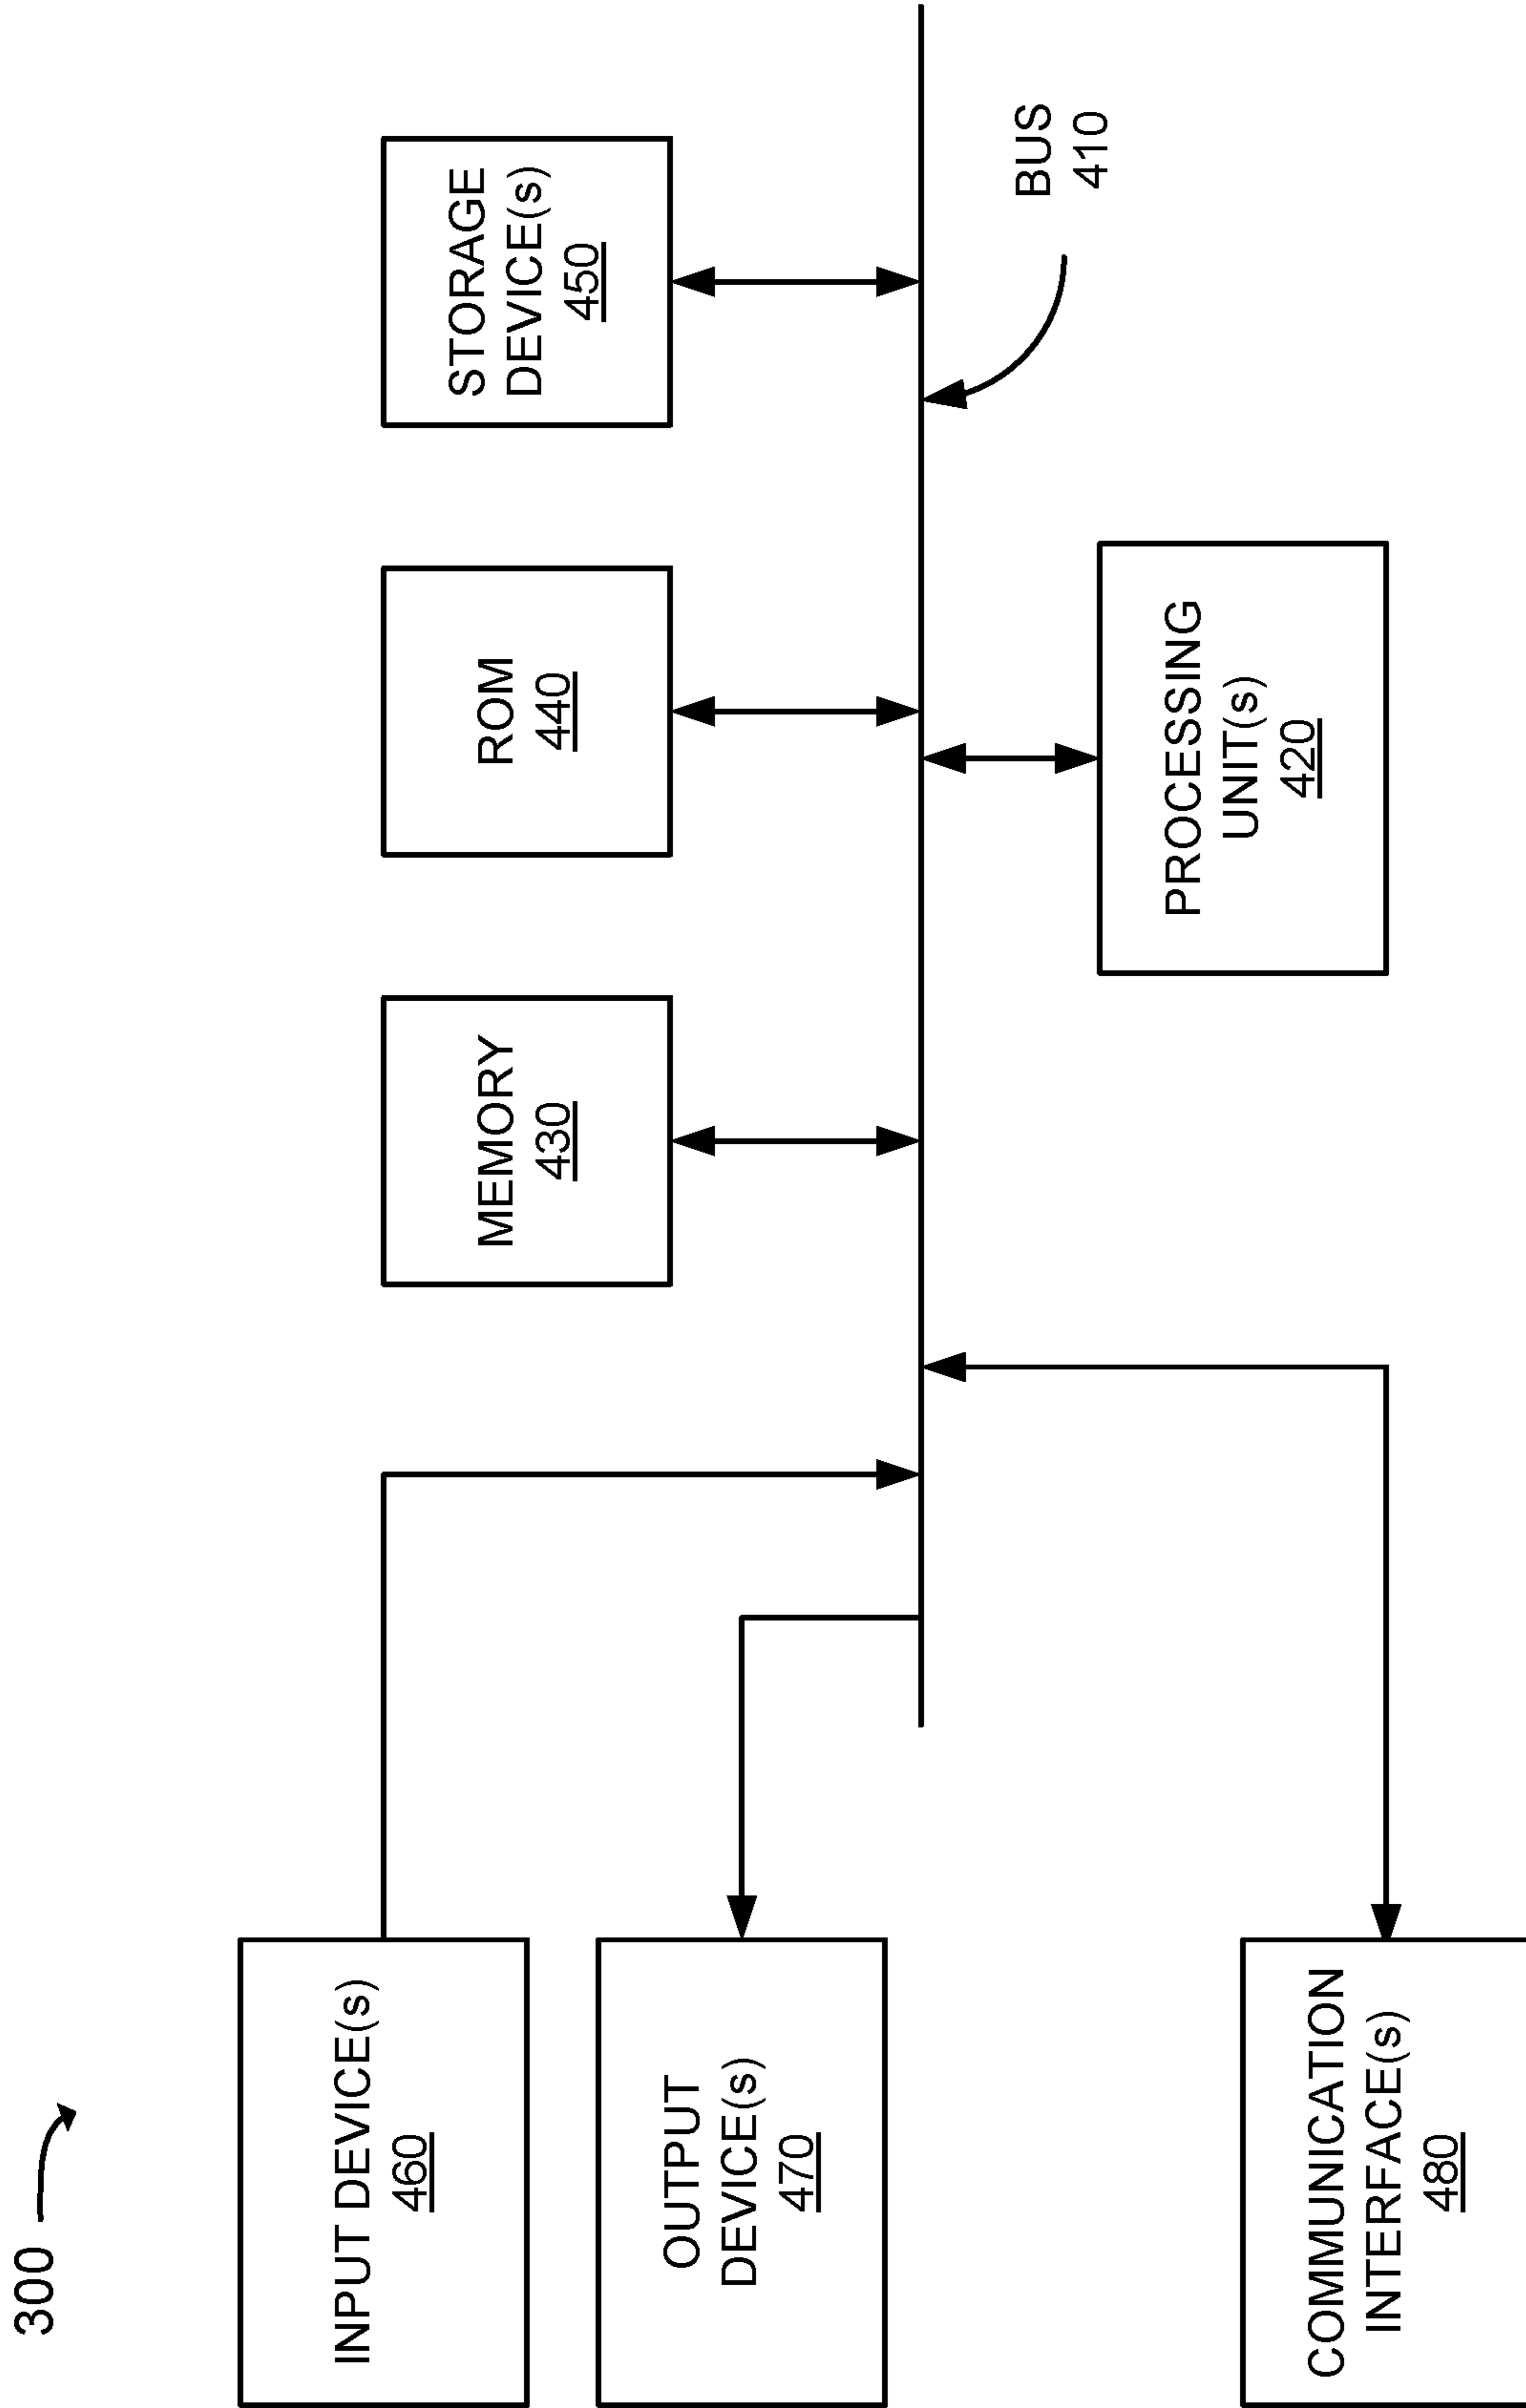 300
INPUT DEVICE(s)
460
MEMORY
430
ROM
440
STORAGE
DEVICE(s)
450
OUTPUT
DEVICE(s)
470
BUS
410
PROCESSING
UNIT(s)
420
COMMUNICATION
INTERFACE(s)
480